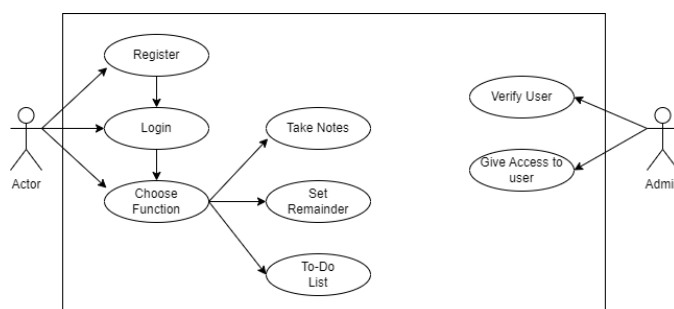 Register
Login
Choose
Function
Take Notes
Set
Remainder
To-Do
List
Verify User
Give Access to
user
Actor
Admi